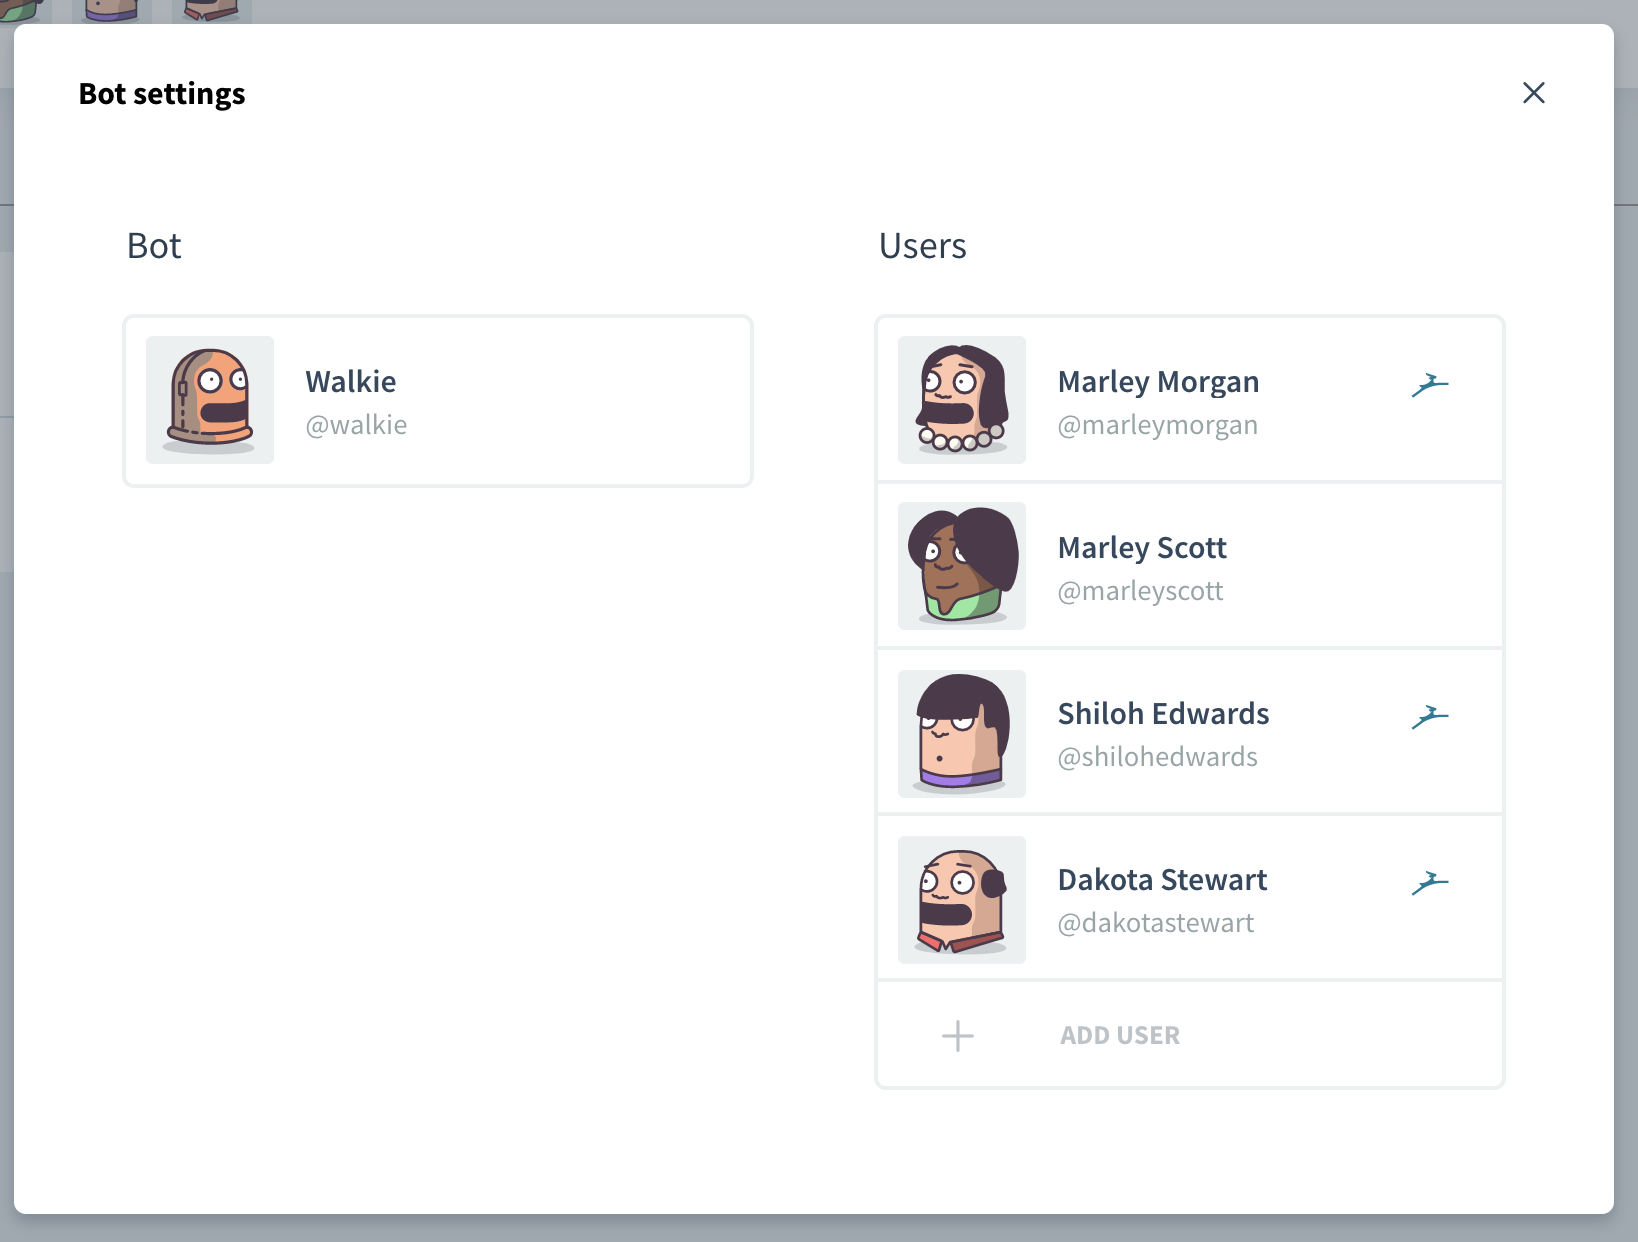 Bot settings
Bot
Walkie
@walkie
Users
Marley Morgan
@marleymorgan
Marley Scott
@marleyscott
Shiloh Edwards
@shilohedwards
Dakota Stewart
@dakotastewart
ADD USER